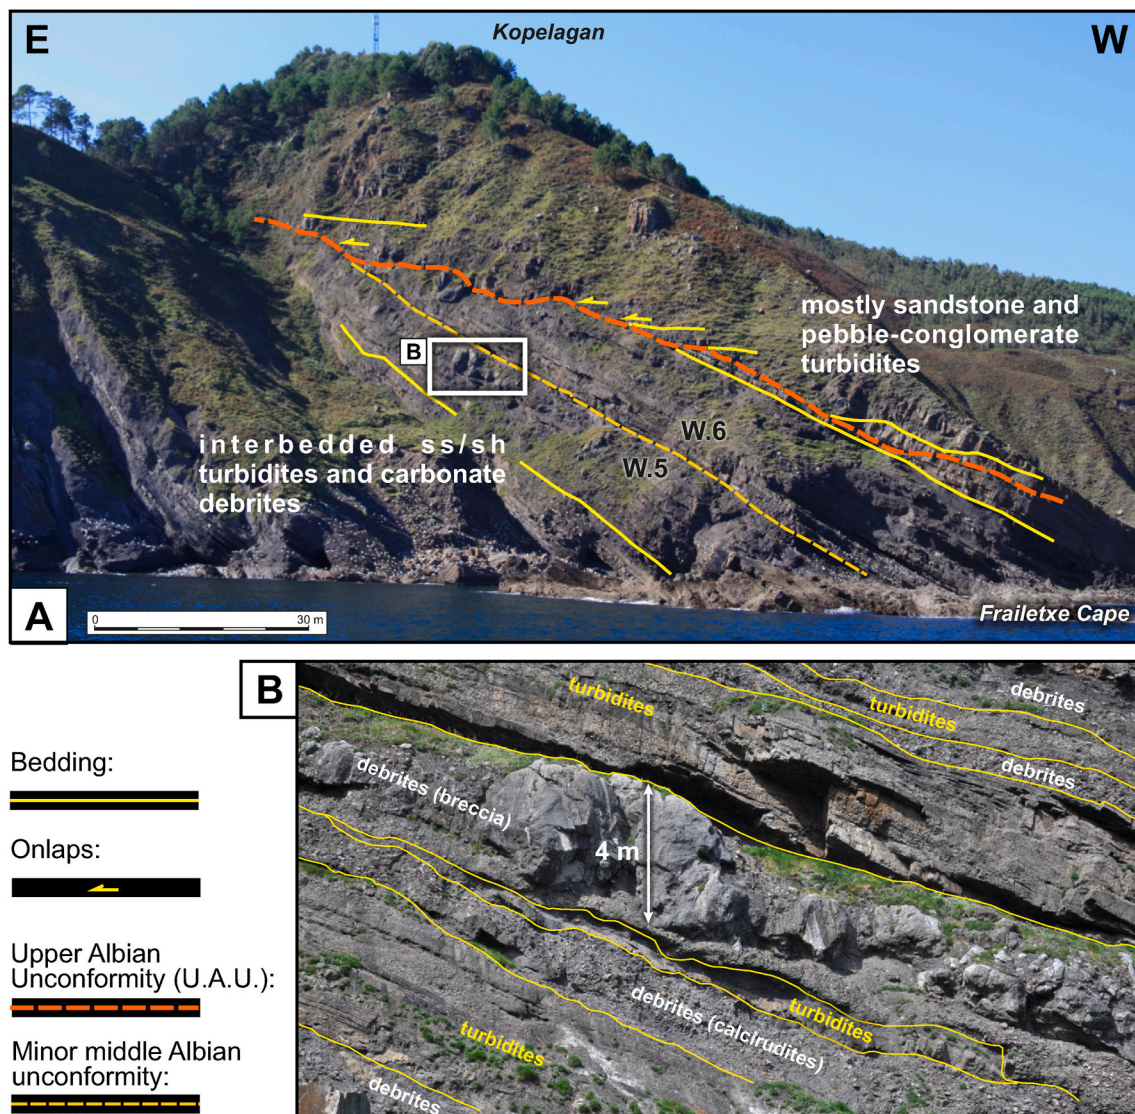 E
Kopelagan
W
mostly sandstone and
pebble-conglomerate
turbidites
B
W.6
W.5
interbedded ss/sh
turbidites and carbonate
debrites
A
0
30 m
Frailetxe Cape
B
turbidites
debrites
turbidites
debrites
debrites (breccia)
4 m
turbidites
debrites (calcirudites)
turbidites
debrites
Bedding:
Onlaps:
Upper Albian
Unconformity (U.A.U.):
Minor middle Albian
unconformity: